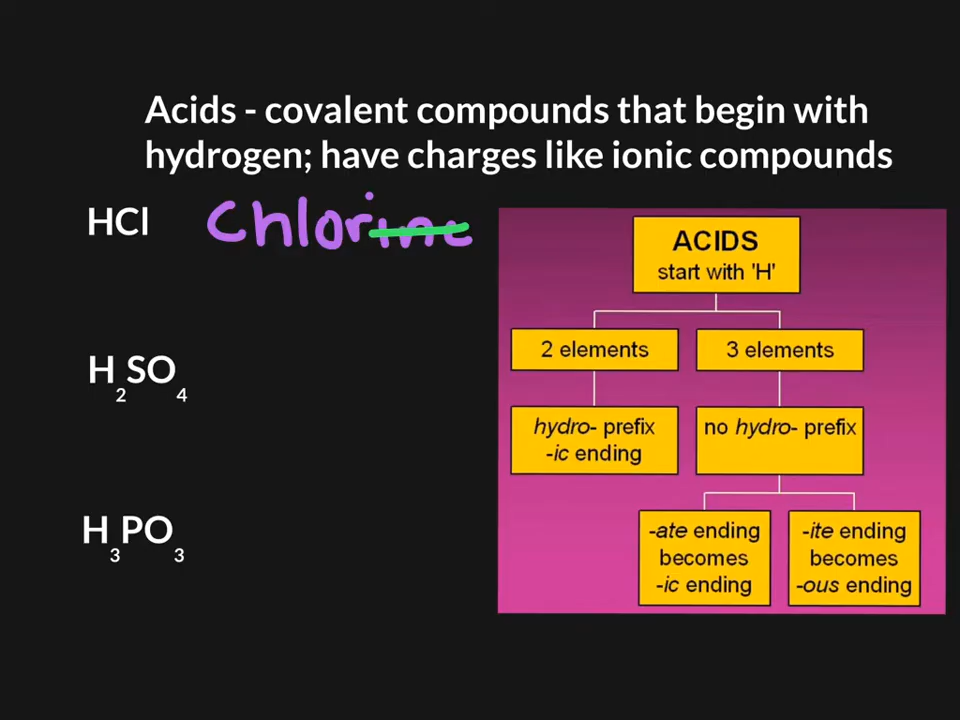 Acids - covalent compounds that begin with
hydrogen; have charges like ionic compounds
HCl Chlorine
H₂SO₄
H₃PO₃
ACIDS
start with 'H'
2 elements
3 elements
hydro- prefix
-ic ending
no hydro- prefix
-ate ending
becomes
-ic ending
-ite ending
becomes
-ous ending